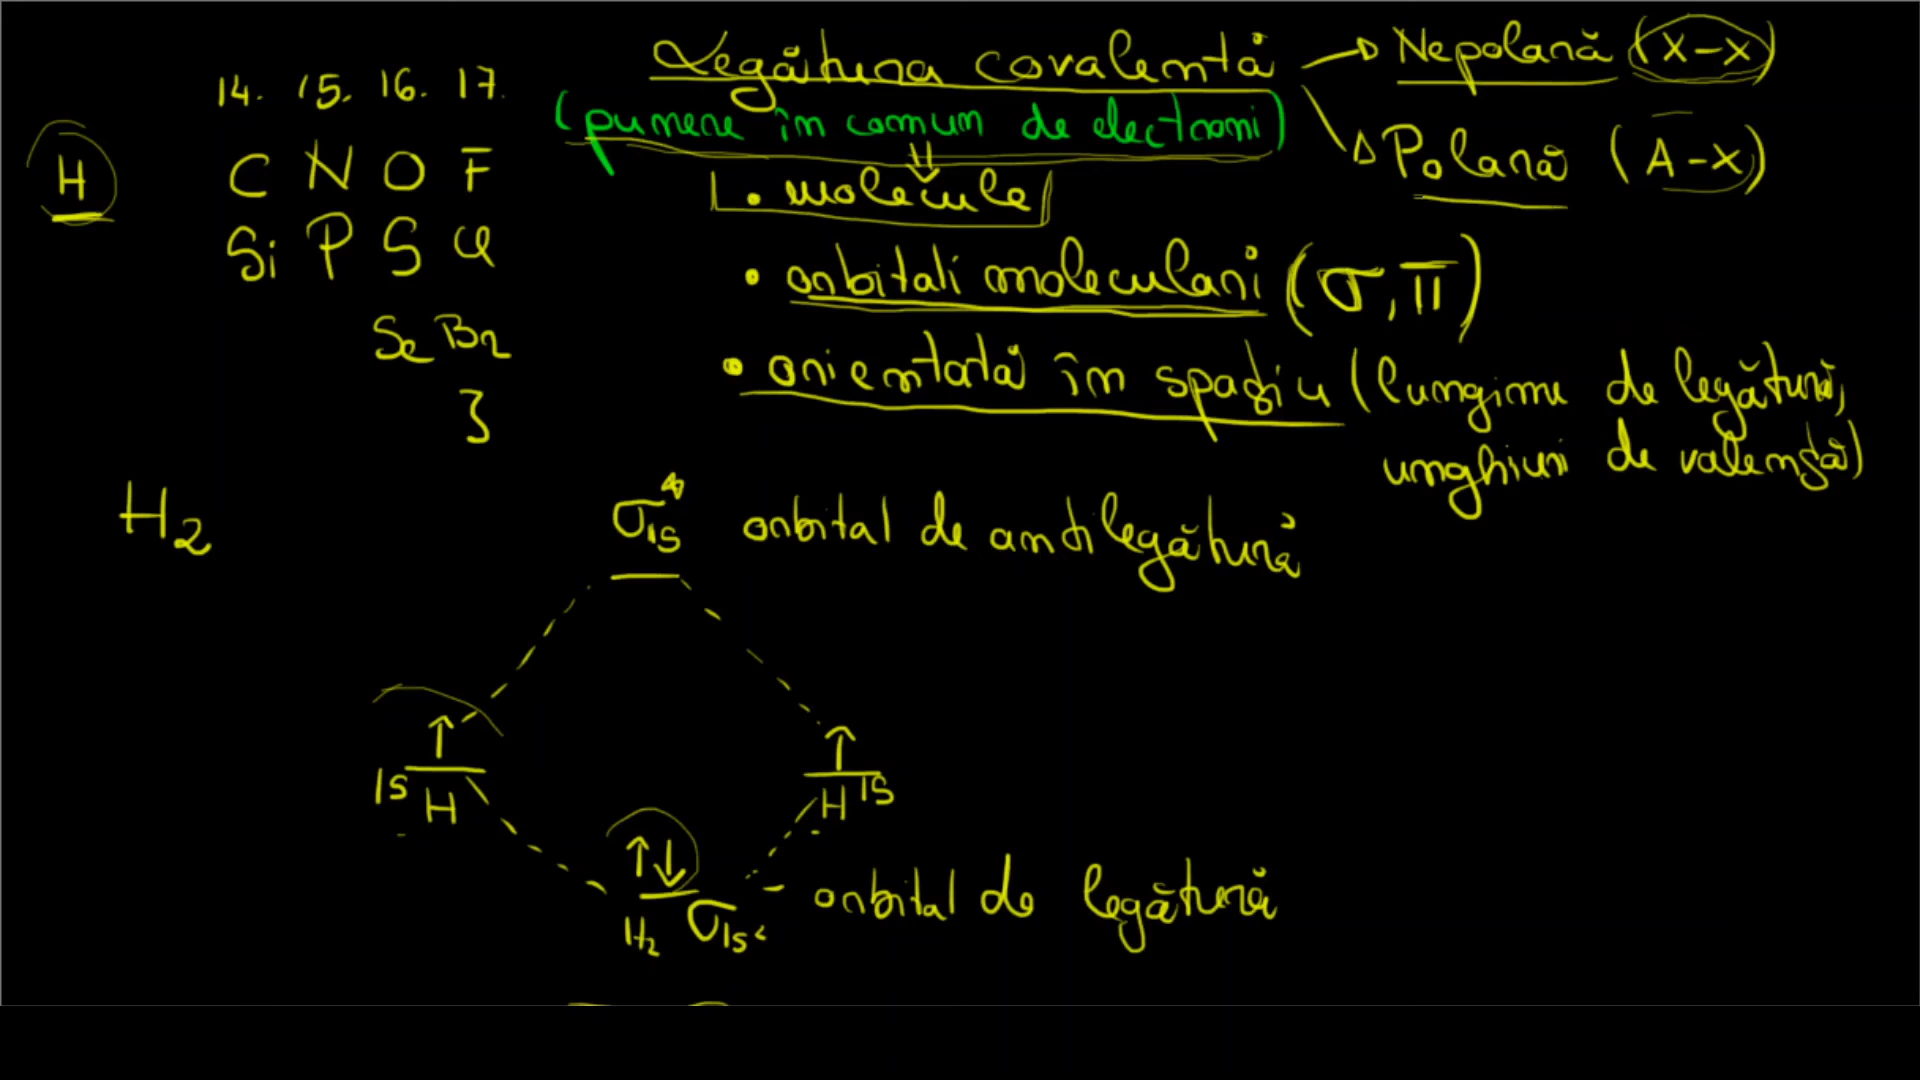 Legătura covalentă → Nepolară (X-X)
14. 15. 16. 17.
(punere în comun de electroni)
→ Polară (A-X)
H
C N O F
• molecule
Si P S Cl
• orbitali moleculari (σ, π)
Se Br
• orientată în spațiu (lungime de legătură,
I
unghiuri de valență)
H₂
σ*1s orbital de antilegătură
↑ ↑
1s H H 1s
↑↓
H₂ σ1s - orbital de legătură